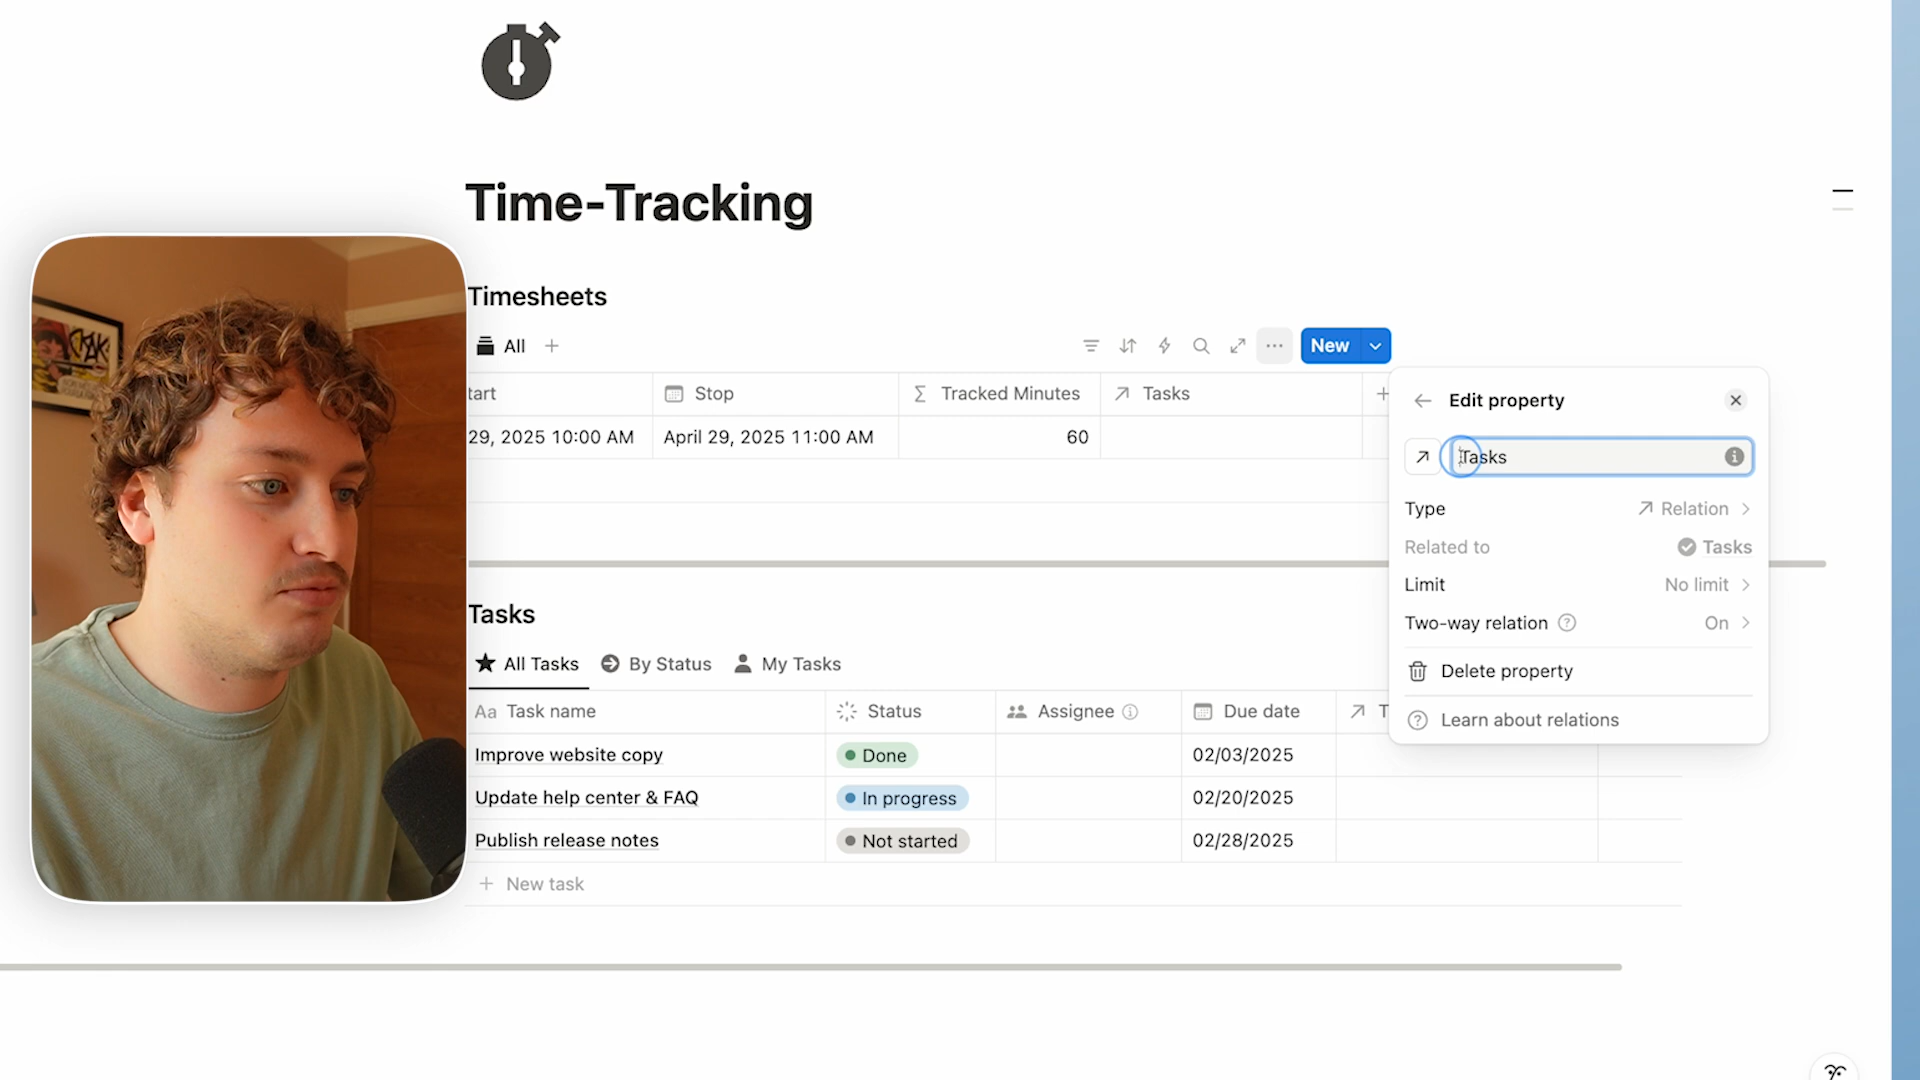 Time-Tracking
Timesheets
All
New
tart
Stop
Tracked Minutes
Tasks
29, 2025 10:00 AM
April 29, 2025 11:00 AM
60
Edit property
Tasks
Type
Relation
Related to
Tasks
Limit
No limit
Two-way relation
On
Delete property
Learn about relations
Tasks
All Tasks
By Status
My Tasks
Aa Task name
Status
Assignee
Due date
T
Improve website copy
Done
02/03/2025
Update help center & FAQ
In progress
02/20/2025
Publish release notes
Not started
02/28/2025
New task